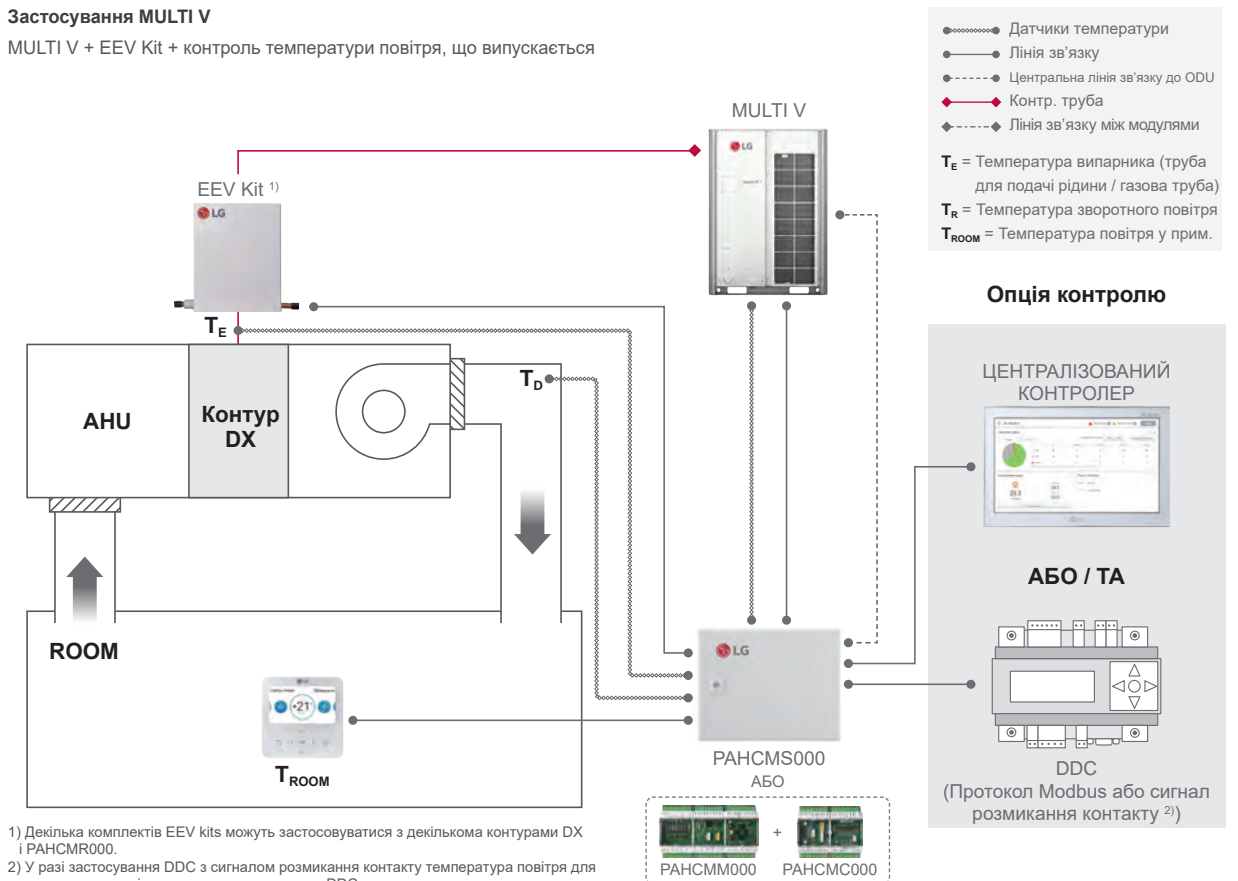 Застосування MULTI V
MULTI V + EEV Kit + контроль температури повітря, що випускається
Датчики температури
Лінія зв’язку
Центральна лінія зв’язку до ODU
Контр. труба
Лінія зв’язку між модулями
TE = Температура випарника (труба
для подачі рідини / газова труба)
TR = Температура зворотного повітря
TROOM = Температура повітря у прим.
MULTI V
LG
EEV Kit 1)
LG
TE
TD
AHU
Контур
DX
ROOM
+21°
TROOM
LG
PAHCMS000
АБО
PAHCMM000
+
PAHCMC000
Опція контролю
ЦЕНТРАЛІЗОВАНИЙ
КОНТРОЛЕР
АБО / ТА
DDC
(Протокол Modbus або сигнал
розмикання контакту 2))
1) Декілька комплектів EEV kits можуть застосовуватися з декількома контурами DX
і PAHCMR000.
2) У разі застосування DDC з сигналом розмикання контакту температура повітря для